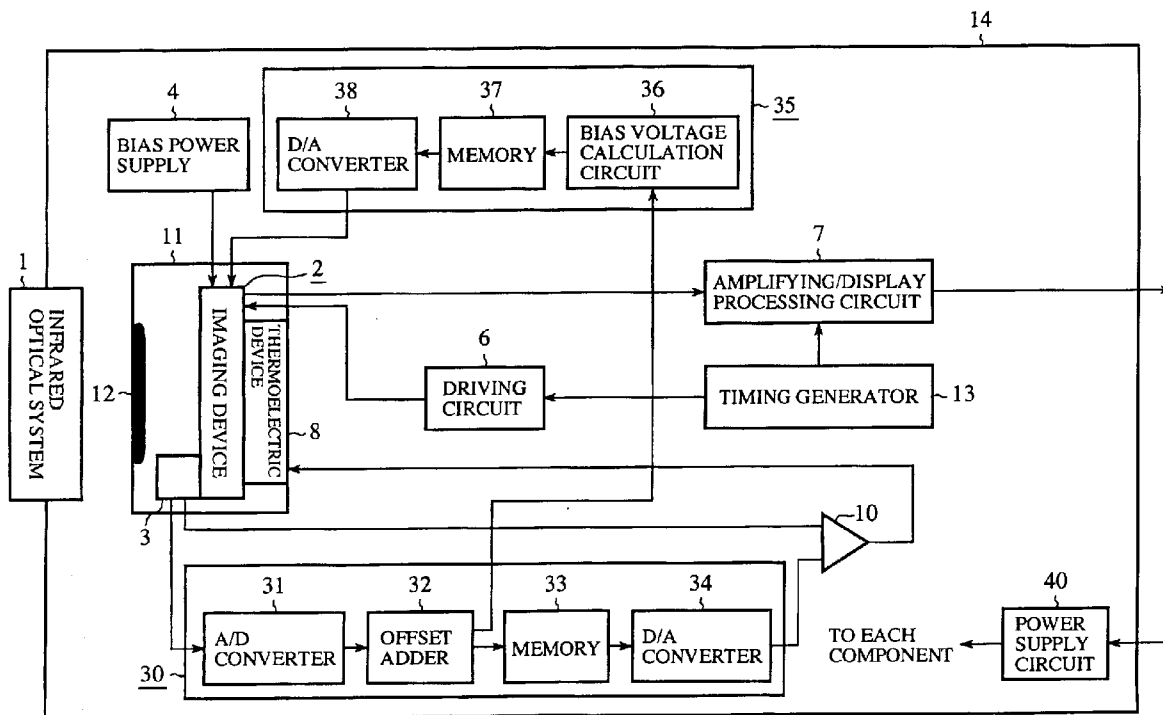 14
4
38
37
36
35
BIAS POWER
SUPPLY
D/A
CONVERTER
MEMORY
BIAS VOLTAGE
CALCULATION
CIRCUIT
11
1
2
7
INFRARED
OPTICAL SYSTEM
IMAGING DEVICE
THERMOELECTRIC
DEVICE
AMPLIFYING/DISPLAY
PROCESSING CIRCUIT
6
12
DRIVING
CIRCUIT
TIMING GENERATOR
13
8
3
10
31
32
33
34
40
A/D
CONVERTER
OFFSET
ADDER
MEMORY
D/A
CONVERTER
TO EACH
COMPONENT
POWER
SUPPLY
CIRCUIT
30